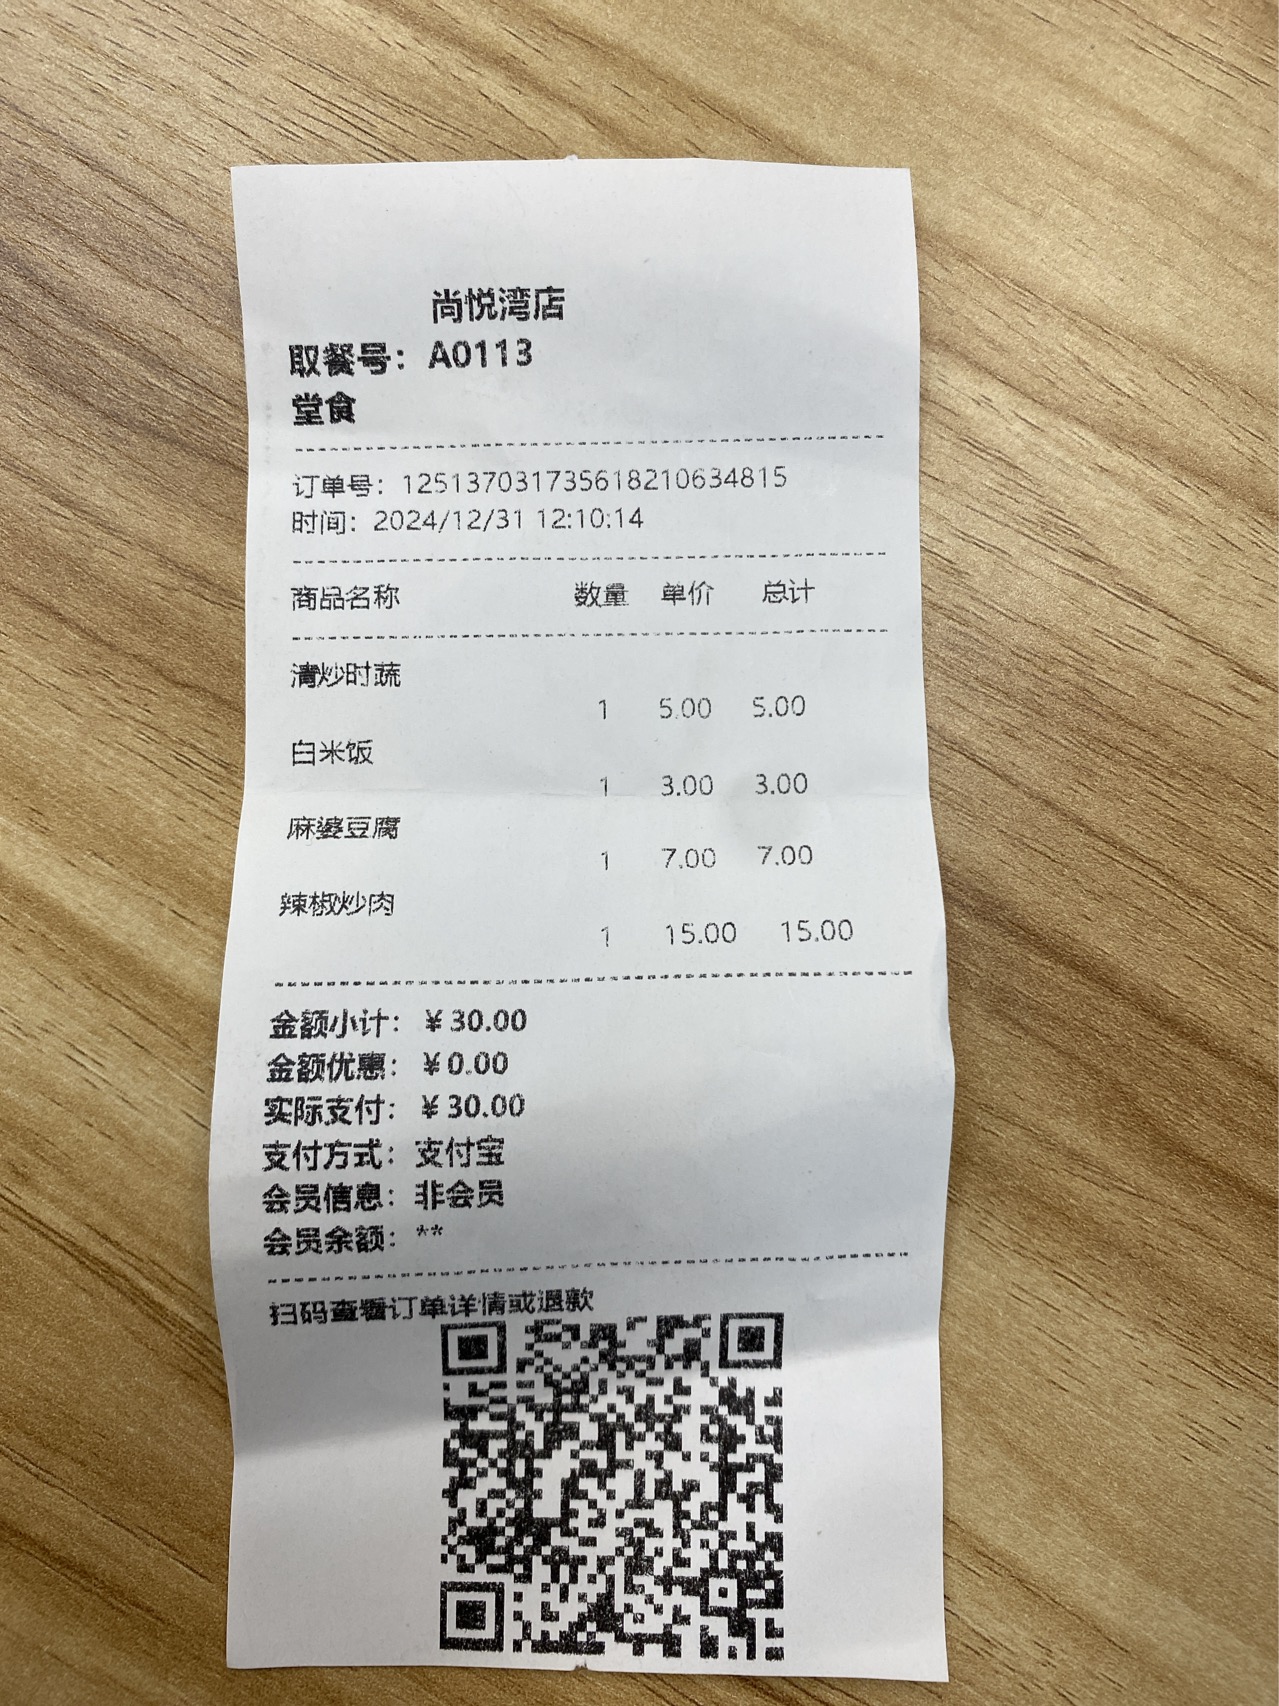 尚悦湾店
取餐号：A0113
堂食
订单号：1251370317356182106348​15
时间：2024/12/31 12:10:14
商品名称 数量 单价 总计
清炒时蔬
1 5.00 5.00
白米饭
1 3.00 3.00
麻婆豆腐
1 7.00 7.00
辣椒炒肉
1 15.00 15.00
金额小计：￥30.00
金额优惠：￥0.00
实际支付：￥30.00
支付方式：支付宝
会员信息：非会员
会员余额：**
扫码查看订单详情或退款